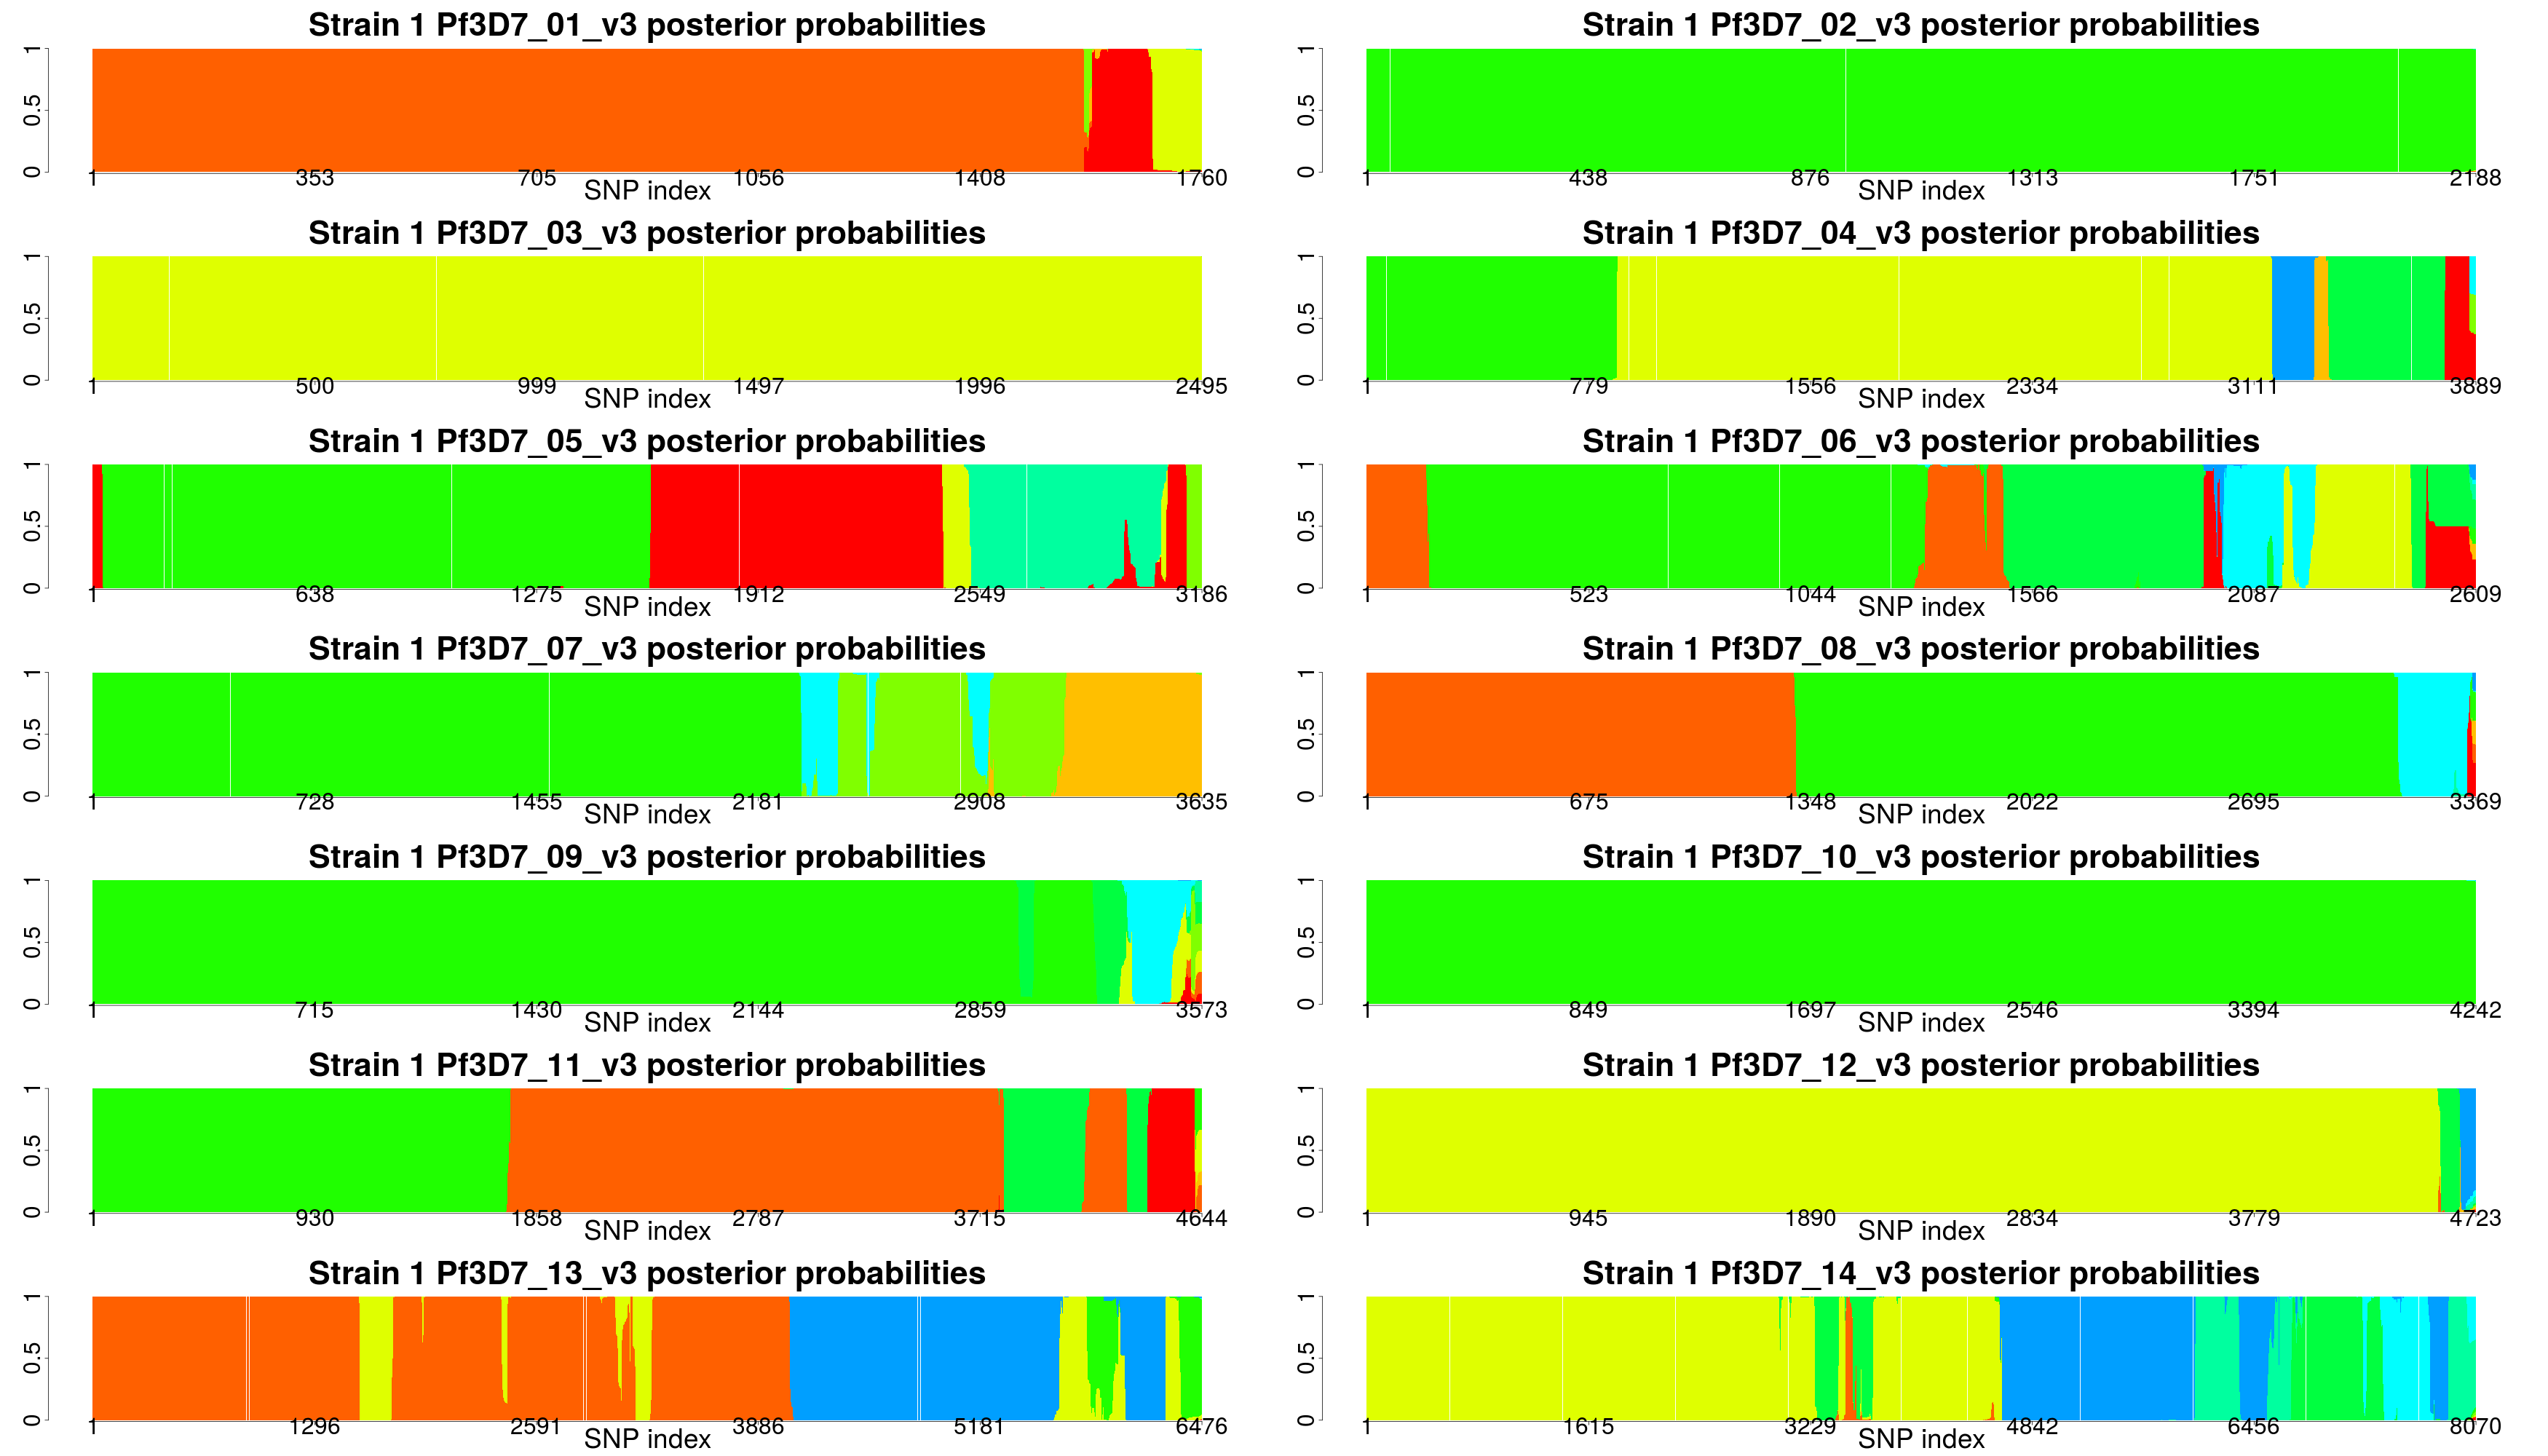 Strain 1 Pf3D7_01_v3 posterior probabilities
0 0.5 1
1 353 705 1056 1408 1760
SNP index
Strain 1 Pf3D7_02_v3 posterior probabilities
0 0.5 1
1 438 876 1313 1751 2188
SNP index
Strain 1 Pf3D7_03_v3 posterior probabilities
0 0.5 1
1 500 999 1497 1996 2495
SNP index
Strain 1 Pf3D7_04_v3 posterior probabilities
0 0.5 1
1 779 1556 2334 3111 3889
SNP index
Strain 1 Pf3D7_05_v3 posterior probabilities
0 0.5 1
1 638 1275 1912 2549 3186
SNP index
Strain 1 Pf3D7_06_v3 posterior probabilities
0 0.5 1
1 523 1044 1566 2087 2609
SNP index
Strain 1 Pf3D7_07_v3 posterior probabilities
0 0.5 1
1 728 1455 2181 2908 3635
SNP index
Strain 1 Pf3D7_08_v3 posterior probabilities
0 0.5 1
1 675 1348 2022 2695 3369
SNP index
Strain 1 Pf3D7_09_v3 posterior probabilities
0 0.5 1
1 715 1430 2144 2859 3573
SNP index
Strain 1 Pf3D7_10_v3 posterior probabilities
0 0.5 1
1 849 1697 2546 3394 4242
SNP index
Strain 1 Pf3D7_11_v3 posterior probabilities
0 0.5 1
1 930 1858 2787 3715 4644
SNP index
Strain 1 Pf3D7_12_v3 posterior probabilities
0 0.5 1
1 945 1890 2834 3779 4723
SNP index
Strain 1 Pf3D7_13_v3 posterior probabilities
0 0.5 1
1 1296 2591 3886 5181 6476
SNP index
Strain 1 Pf3D7_14_v3 posterior probabilities
0 0.5 1
1 1615 3229 4842 6456 8070
SNP index